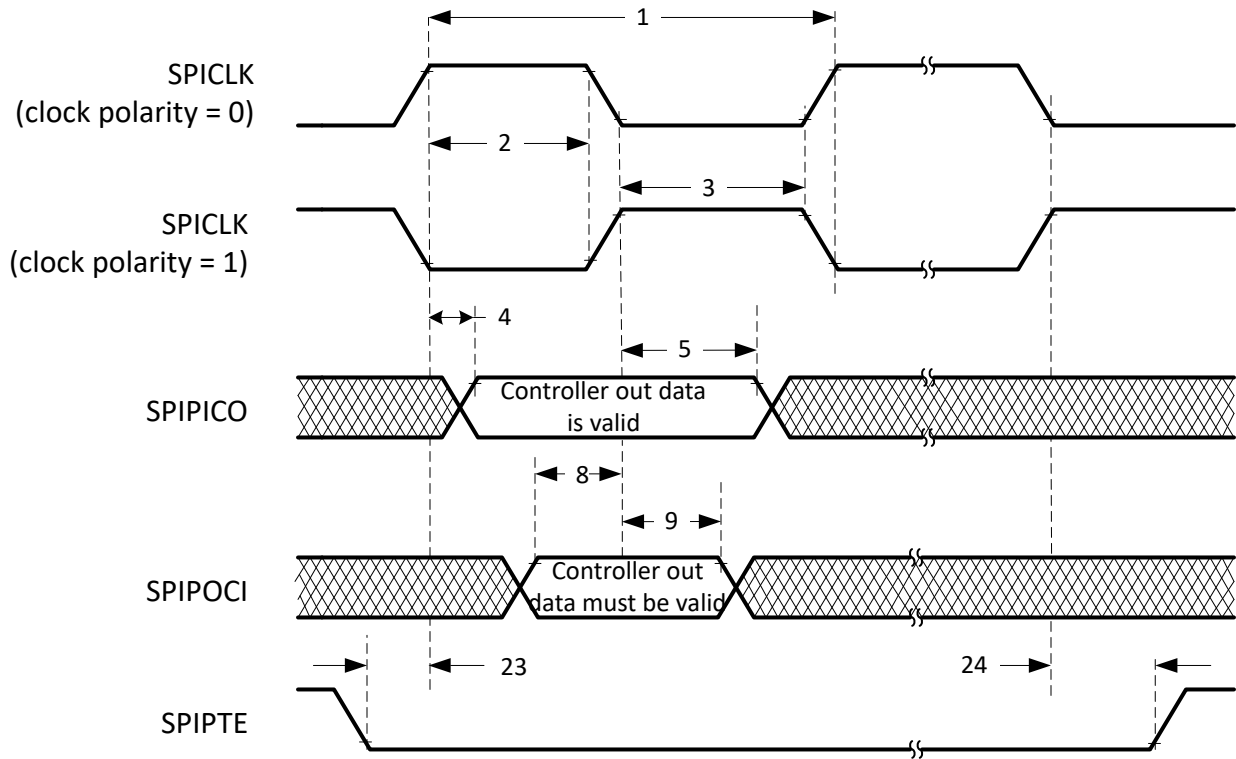 1
SPICLK
(clock polarity = 0)
2
3
SPICLK
(clock polarity = 1)
4
5
SPIPICO
Controller out data
is valid
8
9
SPIPOCI
Controller out
data must be valid
23
24
SPIPTE